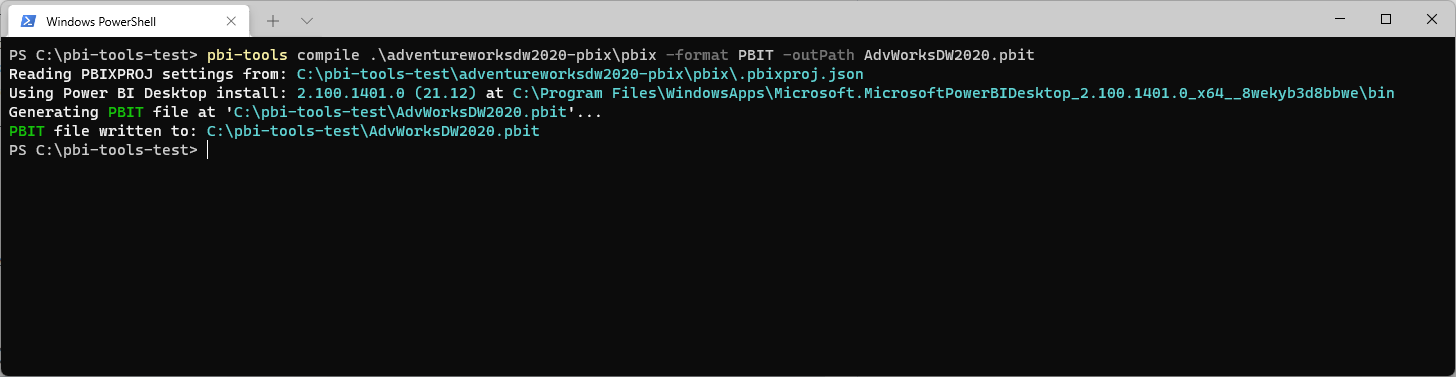 Windows PowerShell
PS C:\pbi-tools-test> pbi-tools compile .\adventureworksdw2020-pbix\pbix -format PBIT -outPath AdvWorksDW2020.pbit
Reading PBIXPROJ settings from: C:\pbi-tools-test\adventureworksdw2020-pbix\pbix\.pbixproj.json
Using Power BI Desktop install: 2.100.1401.0 (21.12) at C:\Program Files\WindowsApps\Microsoft.MicrosoftPowerBIDesktop_2.100.1401.0_x64__8wekyb3d8bbwe\bin
Generating PBIT file at 'C:\pbi-tools-test\AdvWorksDW2020.pbit'...
PBIT file written to: C:\pbi-tools-test\AdvWorksDW2020.pbit
PS C:\pbi-tools-test>